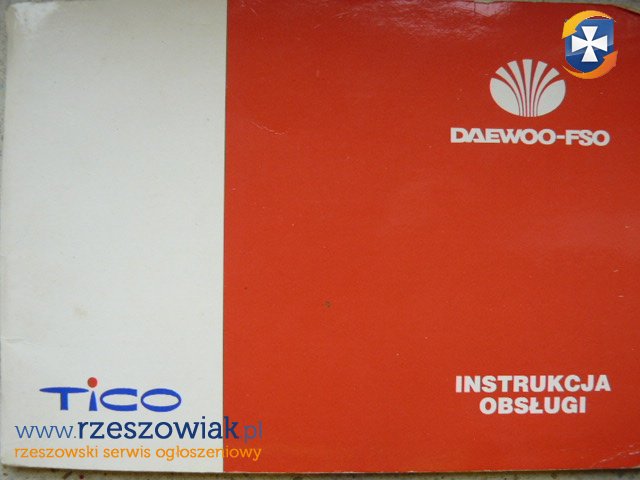 DAEWOO-FSO
INSTRUKCJA
OBSŁUGI
TICO
www.rzeszowiak.pl
rzeszowski serwis ogłoszeniowy